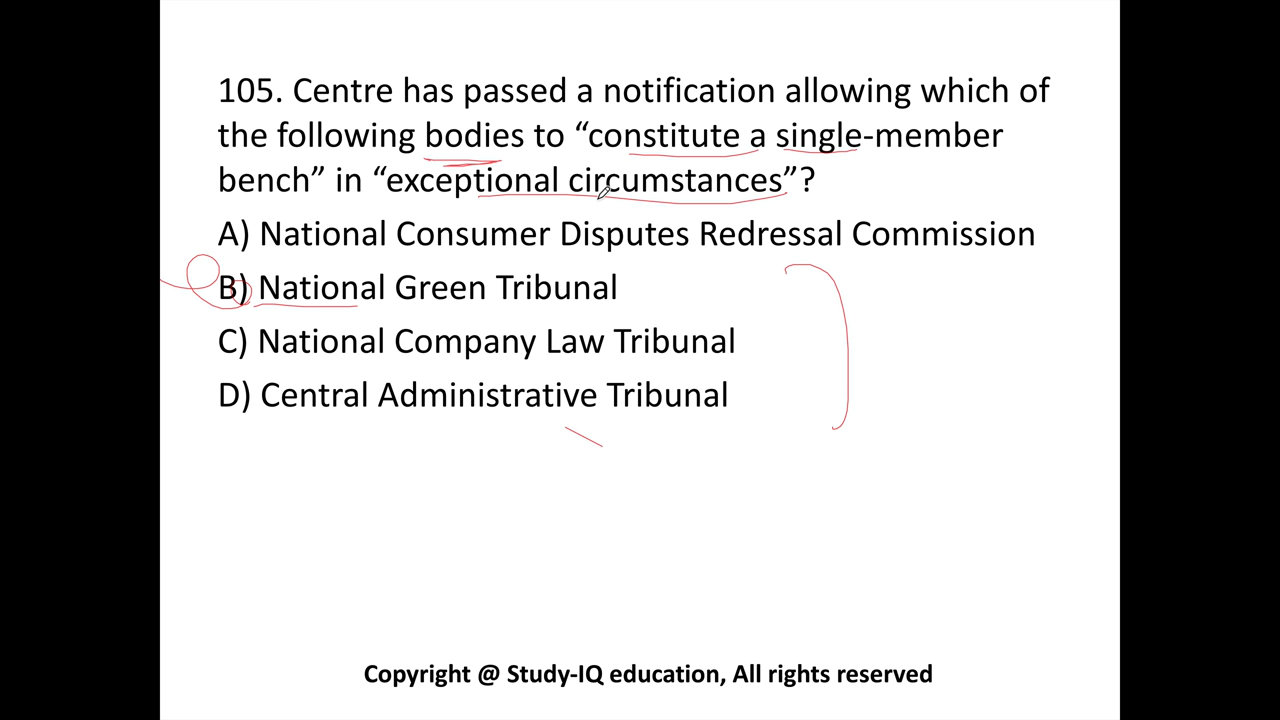 105. Centre has passed a notification allowing which of
the following bodies to “constitute a single-member
bench” in “exceptional circumstances”?
A) National Consumer Disputes Redressal Commission
B) National Green Tribunal
C) National Company Law Tribunal
D) Central Administrative Tribunal
Copyright @ Study-IQ education, All rights reserved